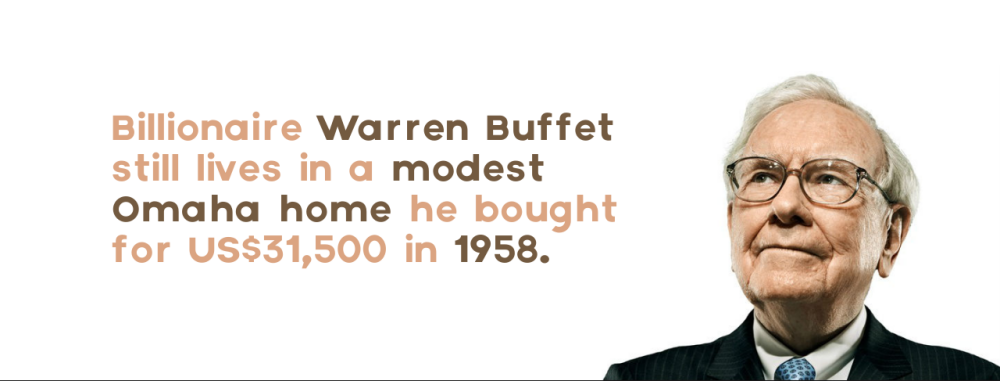 Billionaire Warren Buffet
still lives in a modest
Omaha home he bought
for US$31,500 in 1958.